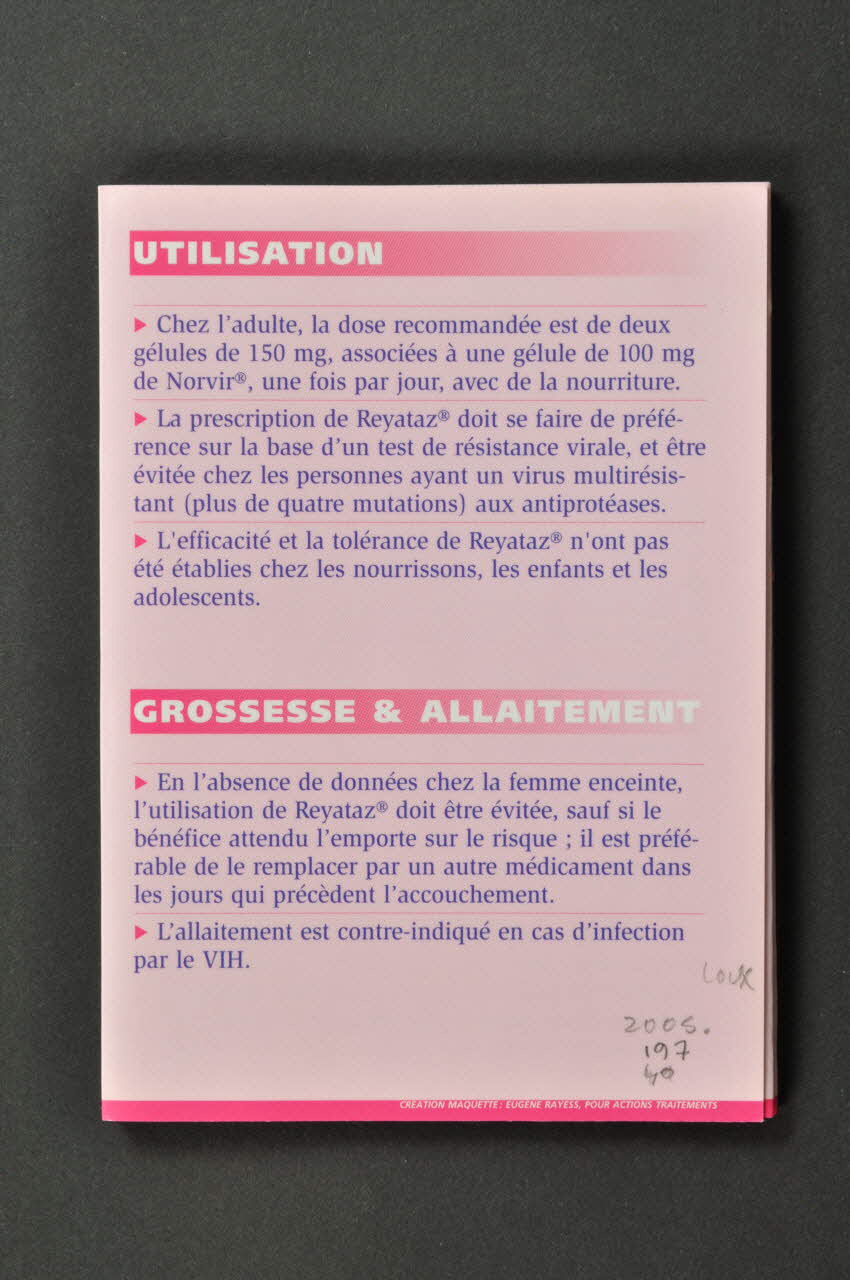 UTILISATION
▶ Chez l’adulte, la dose recommandée est de deux
gélules de 150 mg, associées à une gélule de 100 mg
de Norvir®, une fois par jour, avec de la nourriture.
▶ La prescription de Reyataz® doit se faire de préfé-
rence sur la base d’un test de résistance virale, et être
évitée chez les personnes ayant un virus multirésis-
tant (plus de quatre mutations) aux antiprotéases.
▶ L'efficacité et la tolérance de Reyataz® n'ont pas
été établies chez les nourrissons, les enfants et les
adolescents.
GROSSESSE & ALLAITEMENT
▶ En l’absence de données chez la femme enceinte,
l’utilisation de Reyataz® doit être évitée, sauf si le
bénéfice attendu l’emporte sur le risque ; il est préfé-
rable de le remplacer par un autre médicament dans
les jours qui précèdent l’accouchement.
▶ L’allaitement est contre-indiqué en cas d’infection
par le VIH.
2005.
197
40
CRÉATION MAQUETTE : EUGÈNE RAYESS, POUR ACTIONS TRAITEMENTS